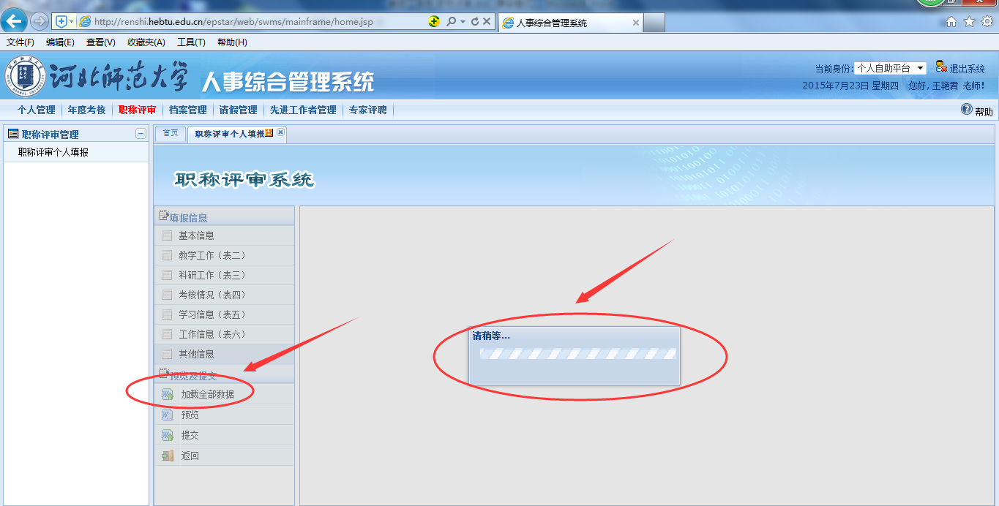 http://renshi.hebtu.edu.cn/epstar/web/swms/mainframe/home.jsp
人事综合管理系统
文件(F) 编辑(E) 查看(V) 收藏夹(A) 工具(T) 帮助(H)
河北师范大学 人事综合管理系统
当前身份: 个人自助平台 退出系统
2015年7月23日 星期四 您好, 王艳君 老师!
个人管理 年度考核 职称评审 档案管理 请假管理 先进工作者管理 专家评聘
帮助
职称评审管理
职称评审个人填报
首页 职称评审个人填报
职称评审系统
填报信息
基本信息
教学工作（表二）
科研工作（表三）
考核情况（表四）
学习信息（表五）
工作信息（表六）
其他信息
预览及提交
加载全部数据
预览
提交
返回
请稍等...